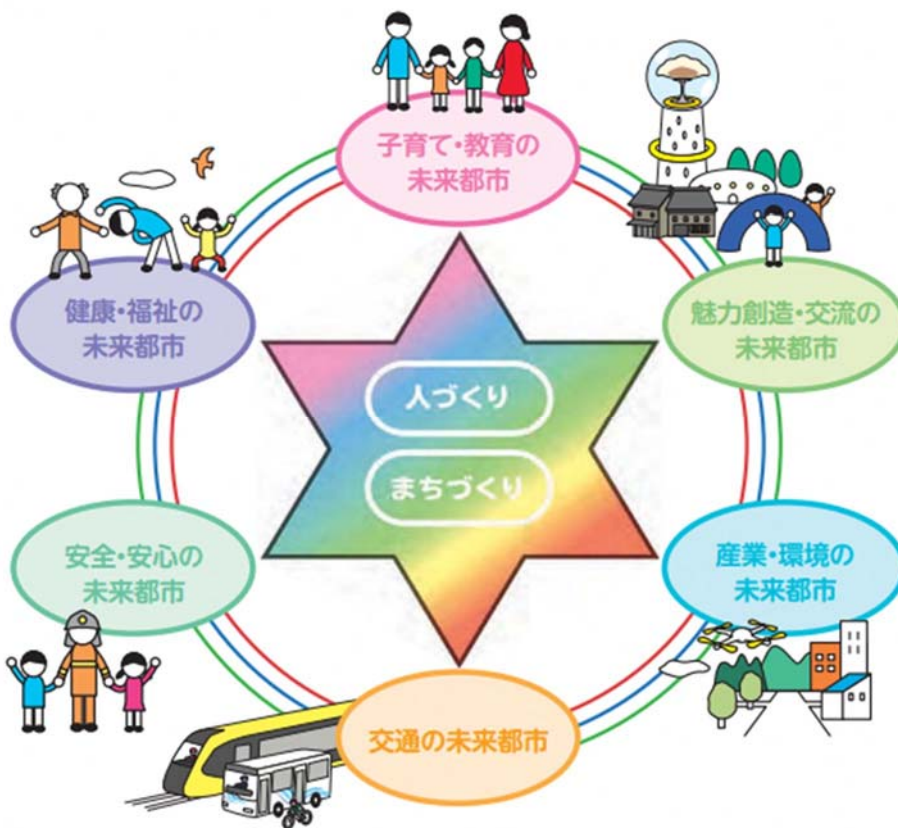 子育て・教育の
未来都市
健康・福祉の
未来都市
魅力創造・交流の
未来都市
人づくり
まちづくり
安全・安心の
未来都市
産業・環境の
未来都市
交通の未来都市